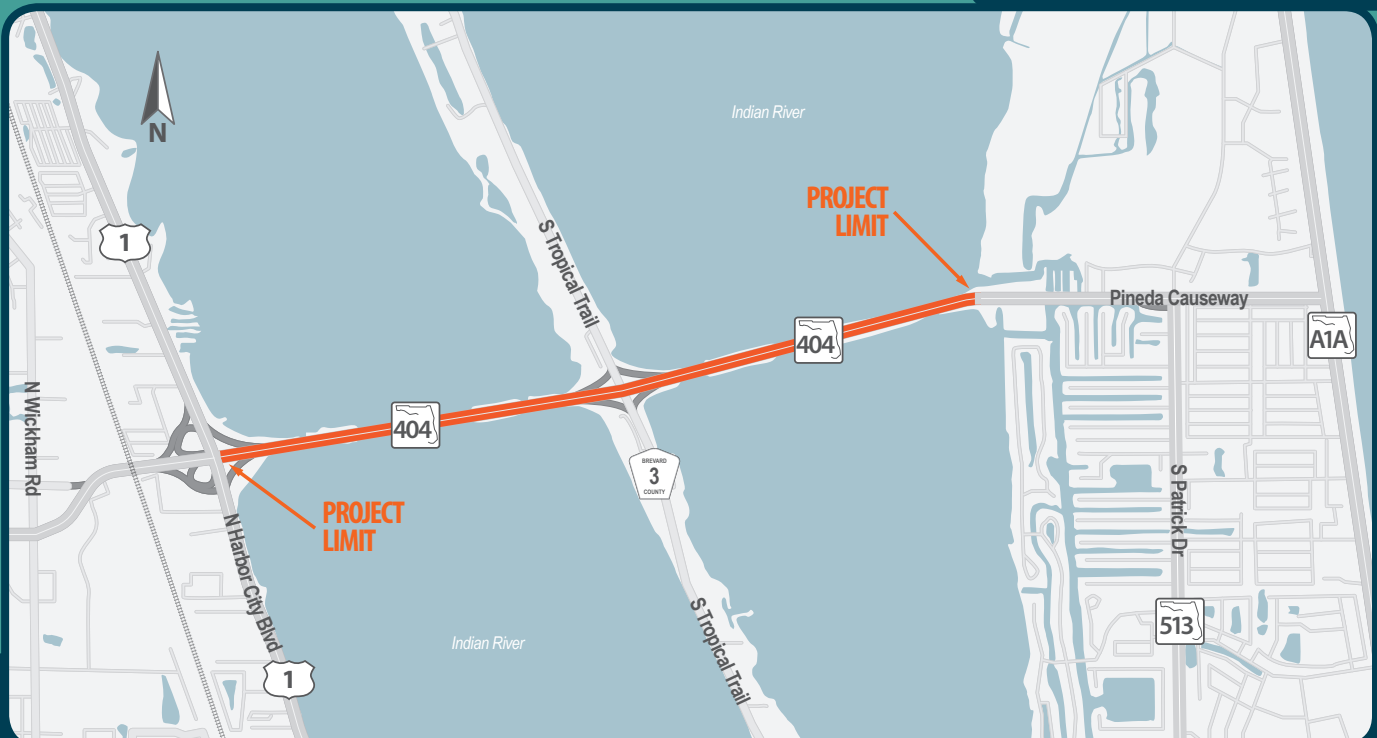 Indian River
N
PROJECT
LIMIT
1
S Tropical Trail
Pineda Causeway
404
A1A
N Wickham Rd
404
BREVARD
3
COUNTY
S Patrick Dr
PROJECT
LIMIT
N Harbor City Blvd
S Tropical Trail
513
Indian River
1